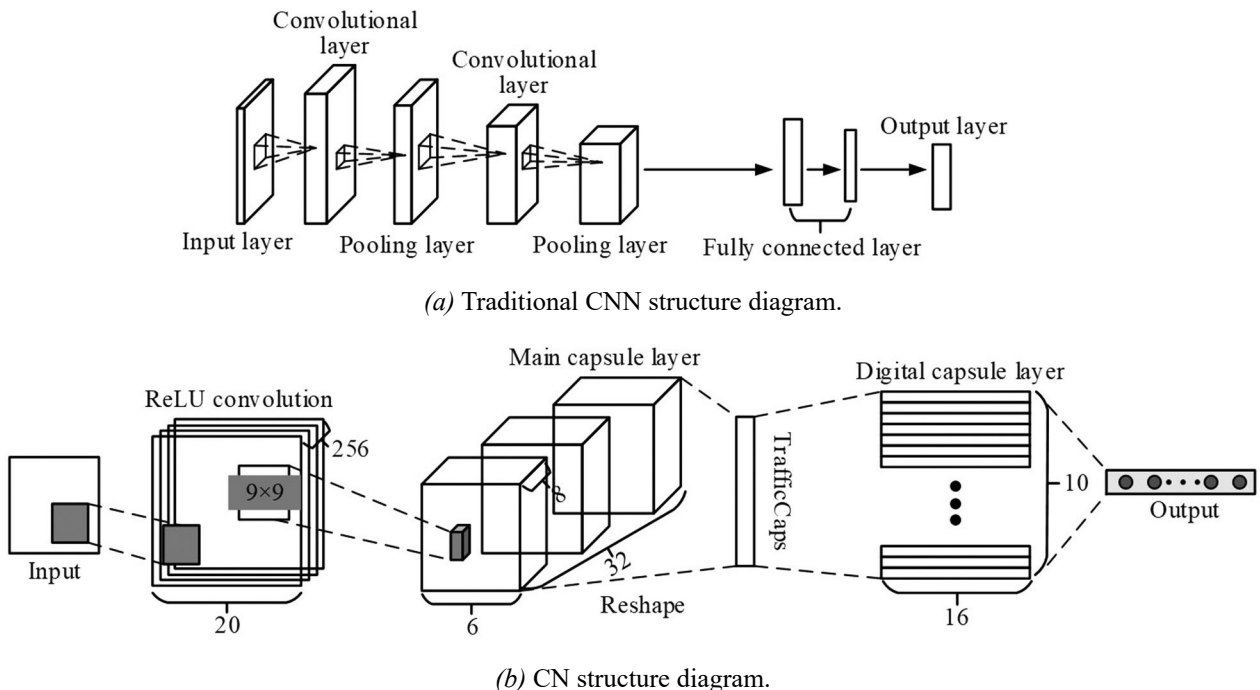 Convolutional
layer
Convolutional
layer
Output layer
Input layer
Pooling layer
Pooling layer
Fully connected layer
(a) Traditional CNN structure diagram.
Main capsule layer
Digital capsule layer
ReLU convolution
256
9×9
8
TrafficCaps
10
Output
Input
32
Reshape
20
6
16
(b) CN structure diagram.